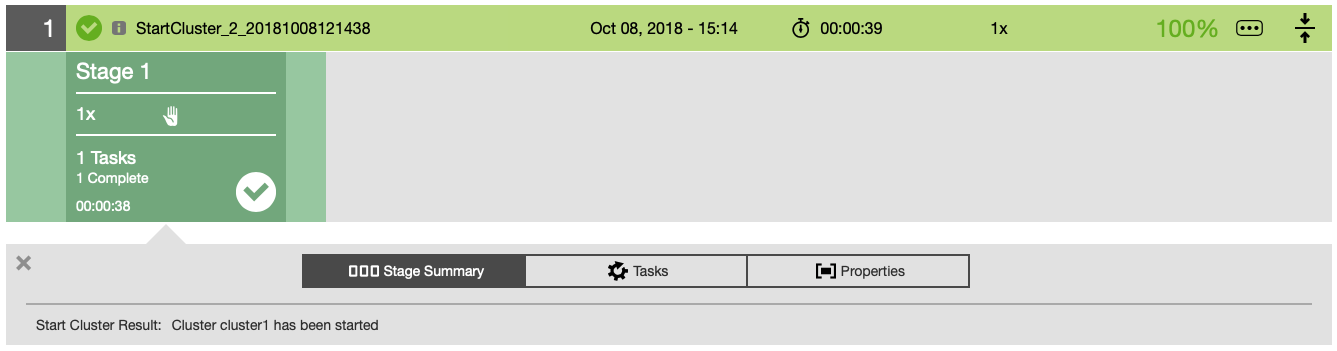 1 StartCluster_2_20181008121438 Oct 08, 2018 - 15:14 00:00:39 1x 100%
Stage 1
1x
1 Tasks
1 Complete
00:00:38
Stage Summary Tasks Properties
Start Cluster Result: Cluster cluster1 has been started